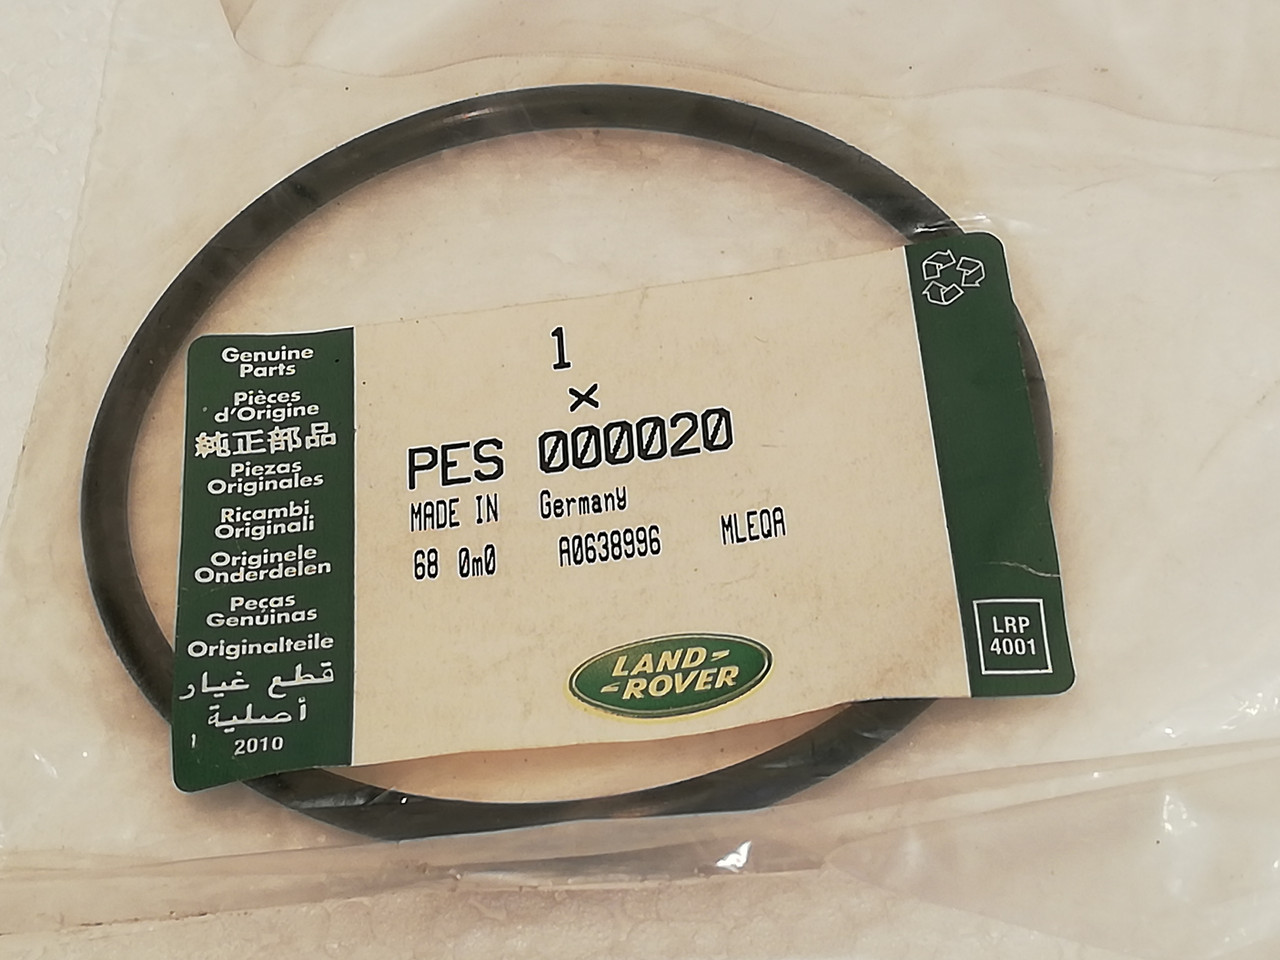 Genuine
Parts
Pièces
d'Origine
純正部品
Piezas
Originales
Ricambi
Originali
Originele
Onderdelen
Peças
Genuínas
Originalteile
قطع غيار
أصلية
2010
1
×
PES 000020
MADE IN Germany
68 0m0 A0638996 MLEQA
LAND-
-ROVER
LRP
4001